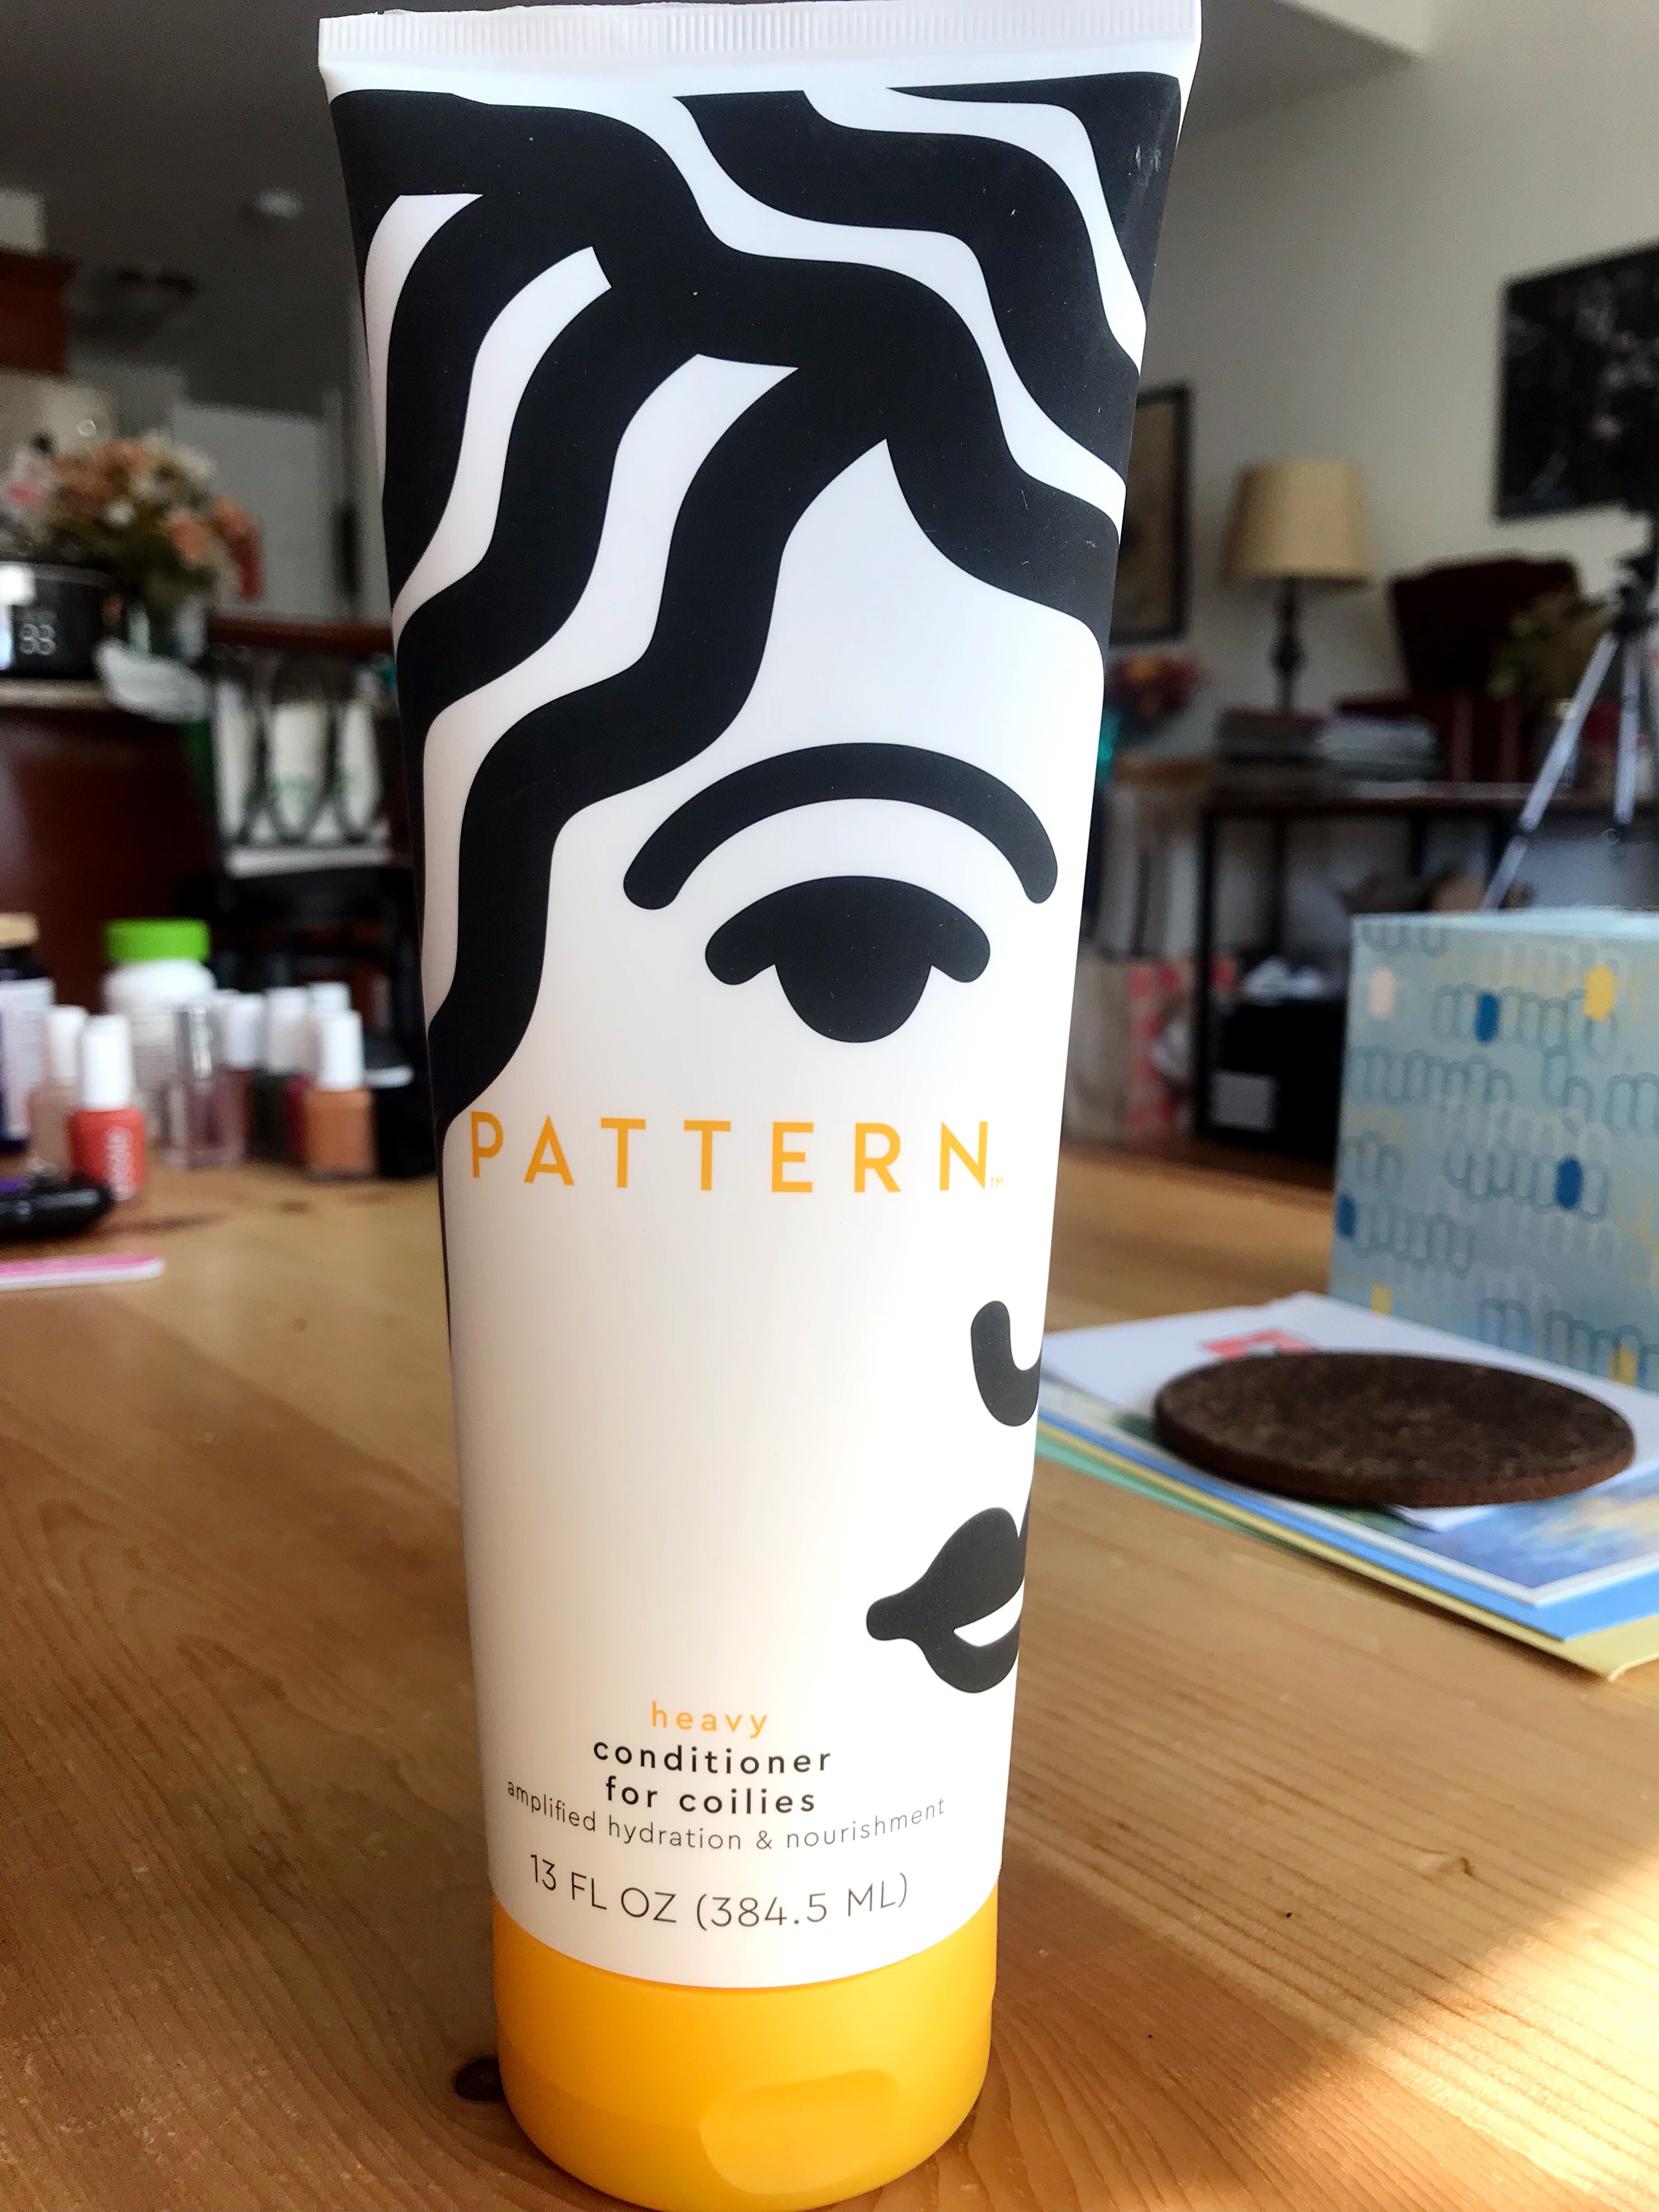 PATTERN™
heavy
conditioner
for coilies
amplified hydration & nourishment
13 FL OZ (384.5 ML)